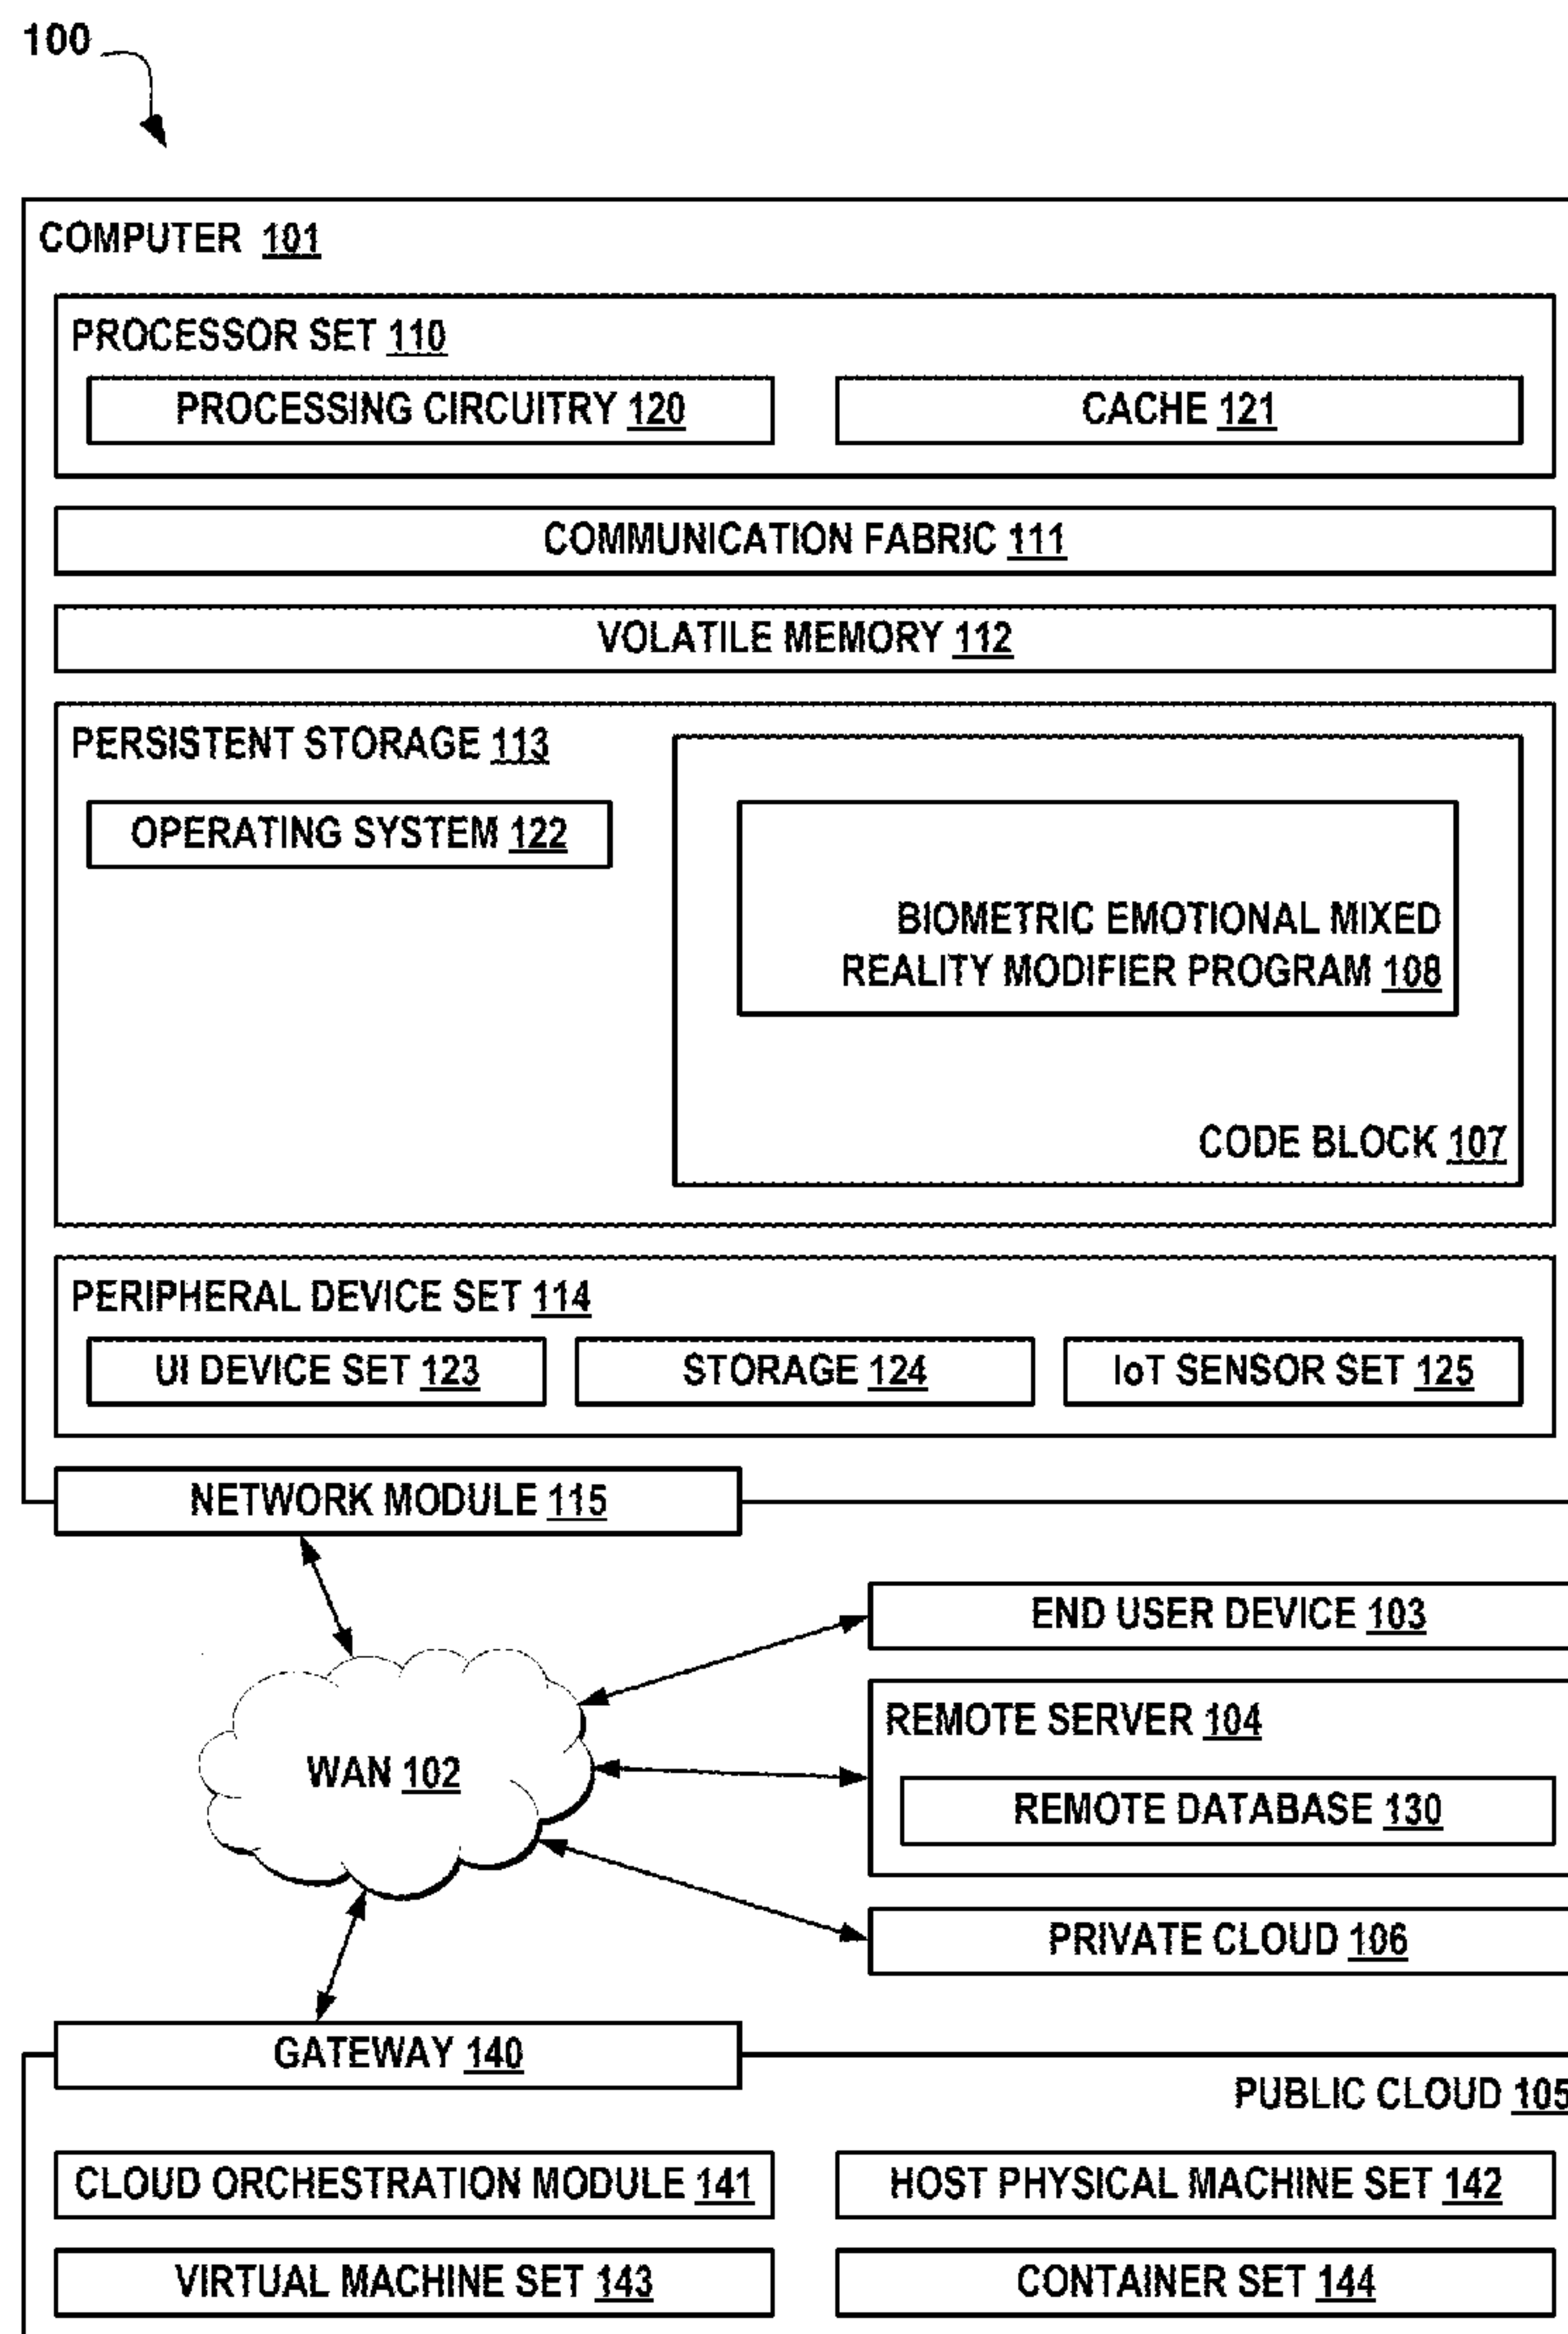 100
COMPUTER 101
PROCESSOR SET 110
PROCESSING CIRCUITRY 120
CACHE 121
COMMUNICATION FABRIC 111
VOLATILE MEMORY 112
PERSISTENT STORAGE 113
OPERATING SYSTEM 122
BIOMETRIC EMOTIONAL MIXED
REALITY MODIFIER PROGRAM 108
CODE BLOCK 107
PERIPHERAL DEVICE SET 114
UI DEVICE SET 123
STORAGE 124
IoT SENSOR SET 125
NETWORK MODULE 115
END USER DEVICE 103
REMOTE SERVER 104
WAN 102
REMOTE DATABASE 130
PRIVATE CLOUD 106
GATEWAY 140
PUBLIC CLOUD 105
CLOUD ORCHESTRATION MODULE 141
HOST PHYSICAL MACHINE SET 142
VIRTUAL MACHINE SET 143
CONTAINER SET 144